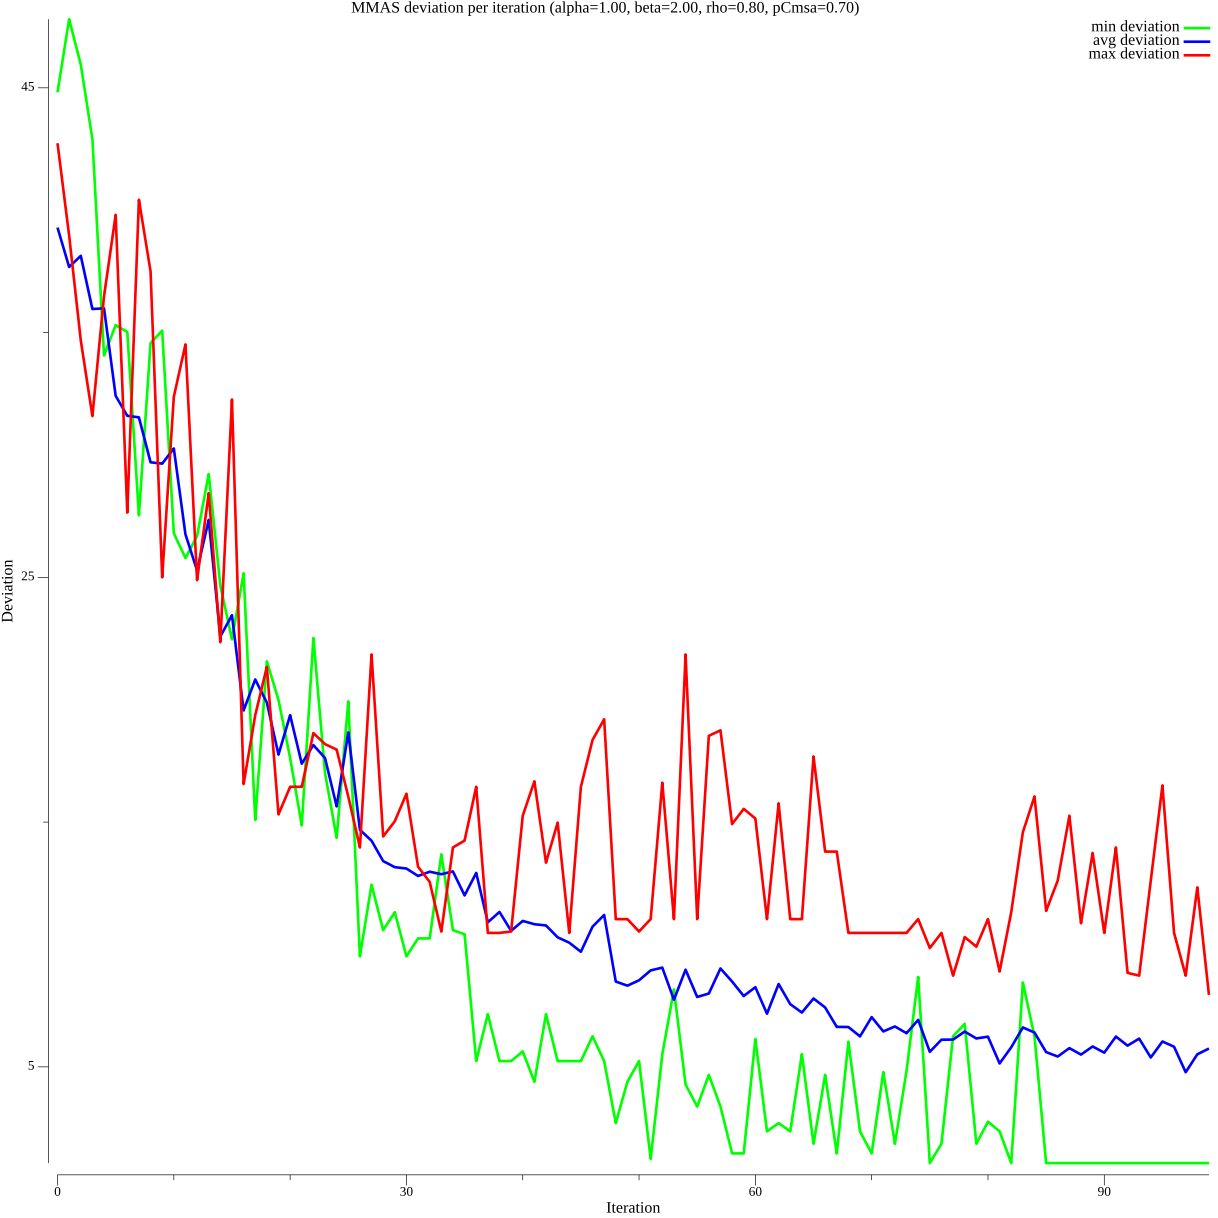 MMAS deviation per iteration (alpha=1.00, beta=2.00, rho=0.80, pCmsa=0.70)
min deviation
avg deviation
max deviation
45
25
5
Deviation
0
30
60
90
Iteration